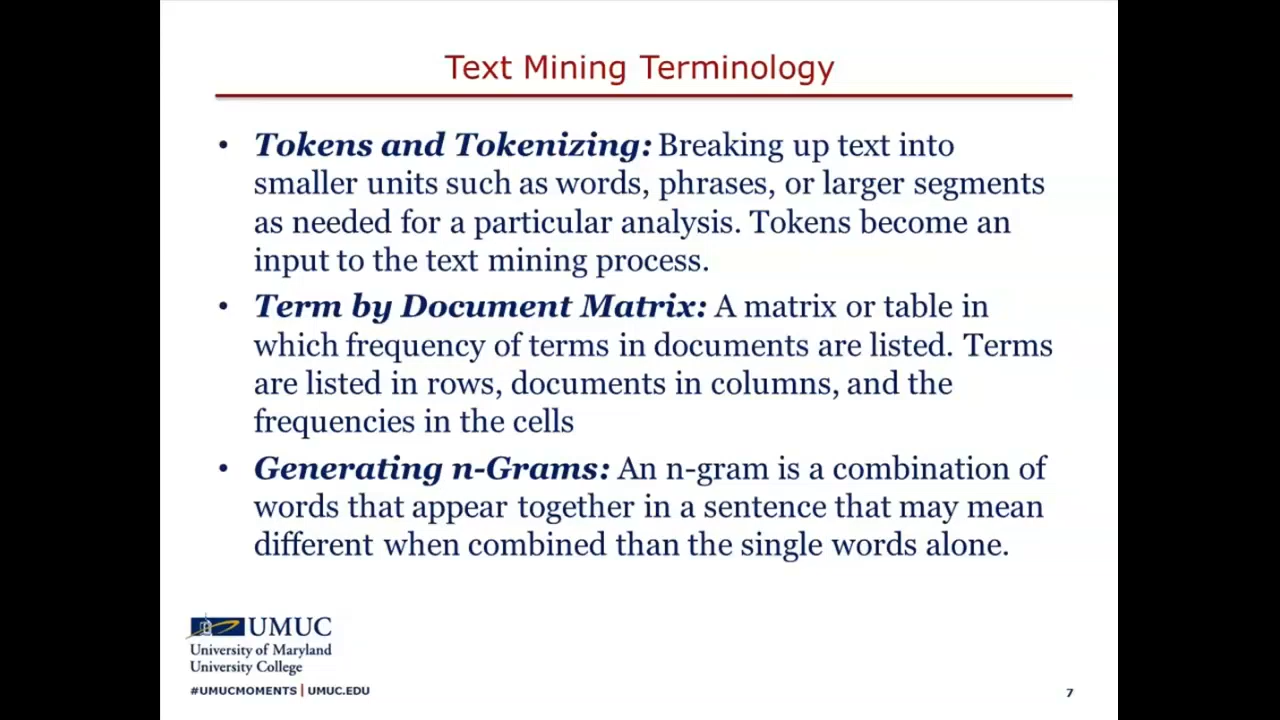 Text Mining Terminology
• Tokens and Tokenizing: Breaking up text into
smaller units such as words, phrases, or larger segments
as needed for a particular analysis. Tokens become an
input to the text mining process.
• Term by Document Matrix: A matrix or table in
which frequency of terms in documents are listed. Terms
are listed in rows, documents in columns, and the
frequencies in the cells
• Generating n-Grams: An n-gram is a combination of
words that appear together in a sentence that may mean
different when combined than the single words alone.
UMUC
University of Maryland
University College
#UMUCMOMENTS | UMUC.EDU
7